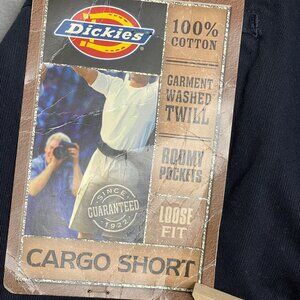 Dickies
100%
COTTON
GARMENT
WASHED
TWILL
ROOMY
POCKETS
SINCE
GUARANTEED
1922
LOOSE
FIT
CARGO SHORT